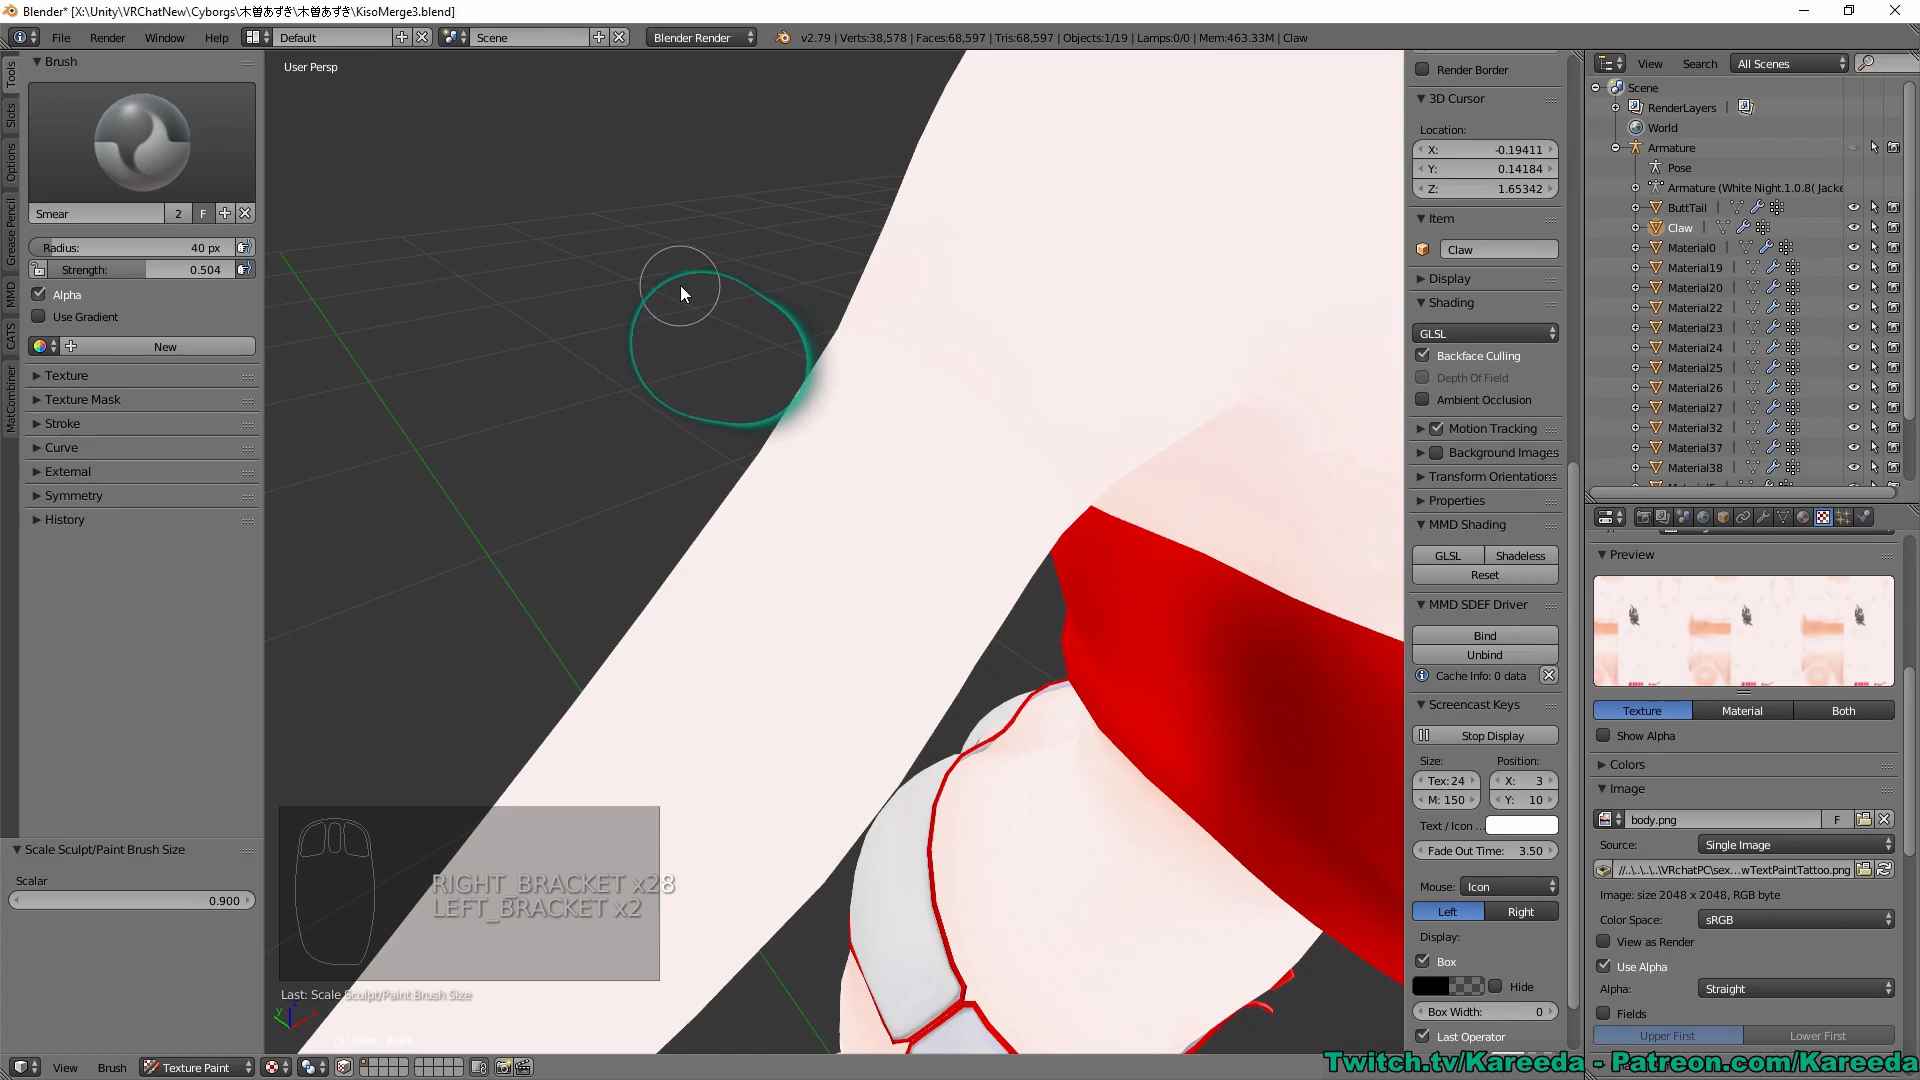 Blender* [X:\Unity\VRChatNew\Cyborgs\木曽あずき\木曽あずき\KisoMerge3.blend]
File Render Window Help Default Scene Blender Render v2.79 | Verts:38,578 | Faces:68,597 | Tris:68,597 | Objects:1/19 | Lamps:0/0 | Mem:463.33M | Claw
Tools
Slots
Options
Grease Pencil
MMD
CATS
MatCombiner
Brush
Smear 2 F
Radius: 40 px
Strength: 0.504
Alpha
Use Gradient
New
Texture
Texture Mask
Stroke
Curve
External
Symmetry
History
Scale Sculpt/Paint Brush Size
Scalar
0.900
User Persp
RIGHT_BRACKET x28
LEFT_BRACKET x2
Last: Scale Sculpt/Paint Brush Size
View Brush Texture Paint
Render Border
3D Cursor
Location:
X: -0.19411
Y: 0.14184
Z: 1.65342
Item
Claw
Display
Shading
GLSL
Backface Culling
Depth Of Field
Ambient Occlusion
Motion Tracking
Background Images
Transform Orientations
Properties
MMD Shading
GLSL Shadeless
Reset
MMD SDEF Driver
Bind
Unbind
Cache Info: 0 data
Screencast Keys
Stop Display
Size: Position:
Tex: 24 X: 3
M: 150 Y: 10
Text / Icon ...
Fade Out Time: 3.50
Mouse: Icon
Left Right
Display:
Box
Hide
Box Width: 0
Last Operator
View Search All Scenes
Scene
RenderLayers
World
Armature
Pose
Armature (White Night.1.0.8( Jacke
ButtTail
Claw
Material0
Material19
Material20
Material22
Material23
Material24
Material25
Material26
Material27
Material32
Material37
Material38
Preview
Texture Material Both
Show Alpha
Colors
Image
body.png F
Source: Single Image
//..\..\..\..\VRchatPC\sex...wTextPaintTattoo.png
Image: size 2048 x 2048, RGB byte
Color Space: sRGB
View as Render
Use Alpha
Alpha: Straight
Fields
Upper First Lower First
Twitch.tv/Kareeda - Patreon.com/Kareeda